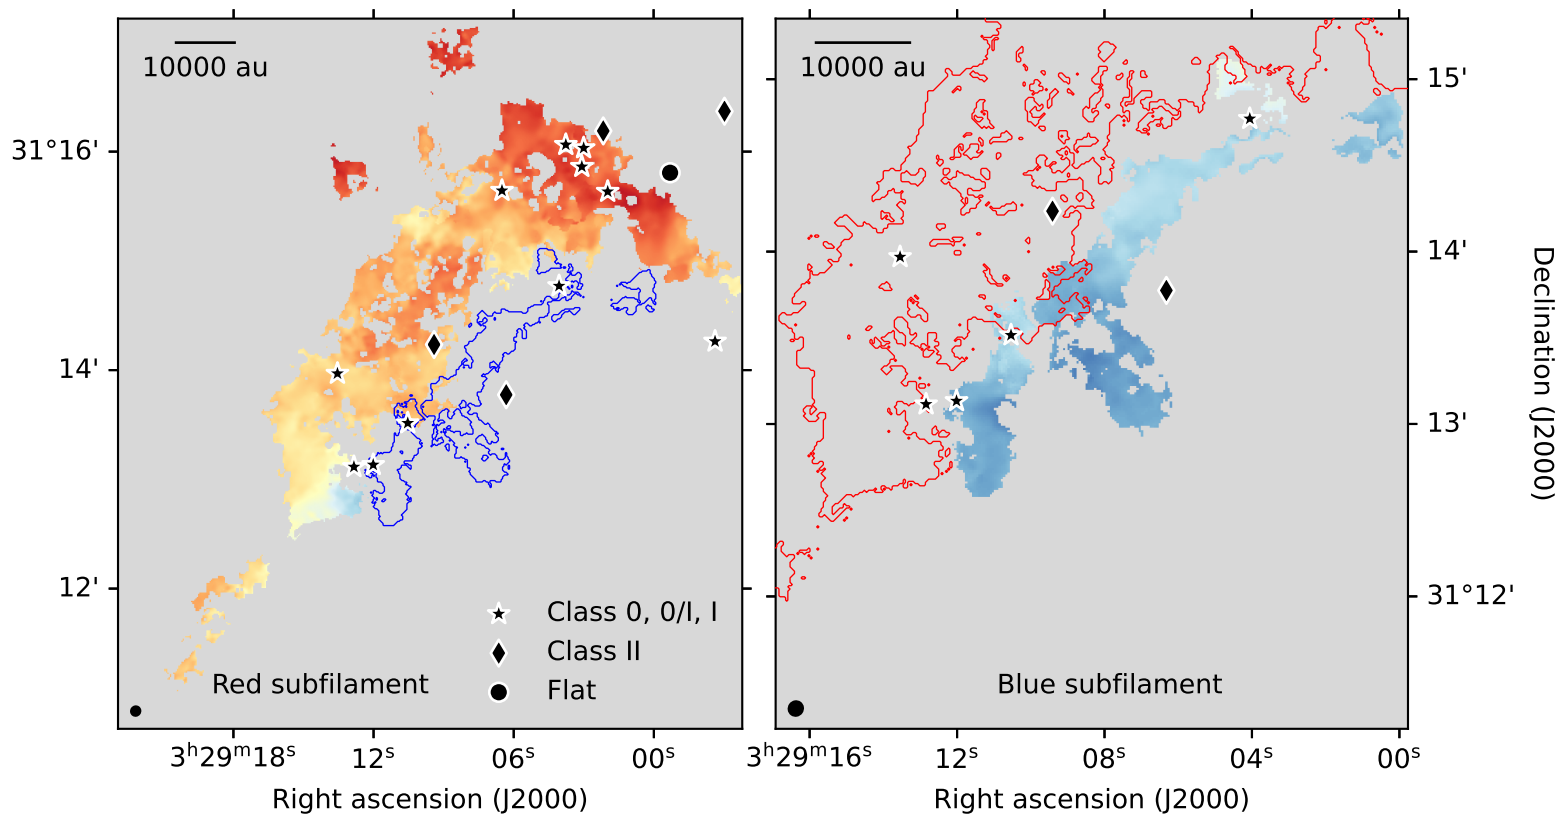 10000 au
31°16'
14'
12'
Class 0, 0/I, I
Class II
Flat
Red subfilament
3h29m18s
12s
06s
00s
Right ascension (J2000)
10000 au
15'
14'
13'
31°12'
Declination (J2000)
Blue subfilament
3h29m16s
12s
08s
04s
00s
Right ascension (J2000)